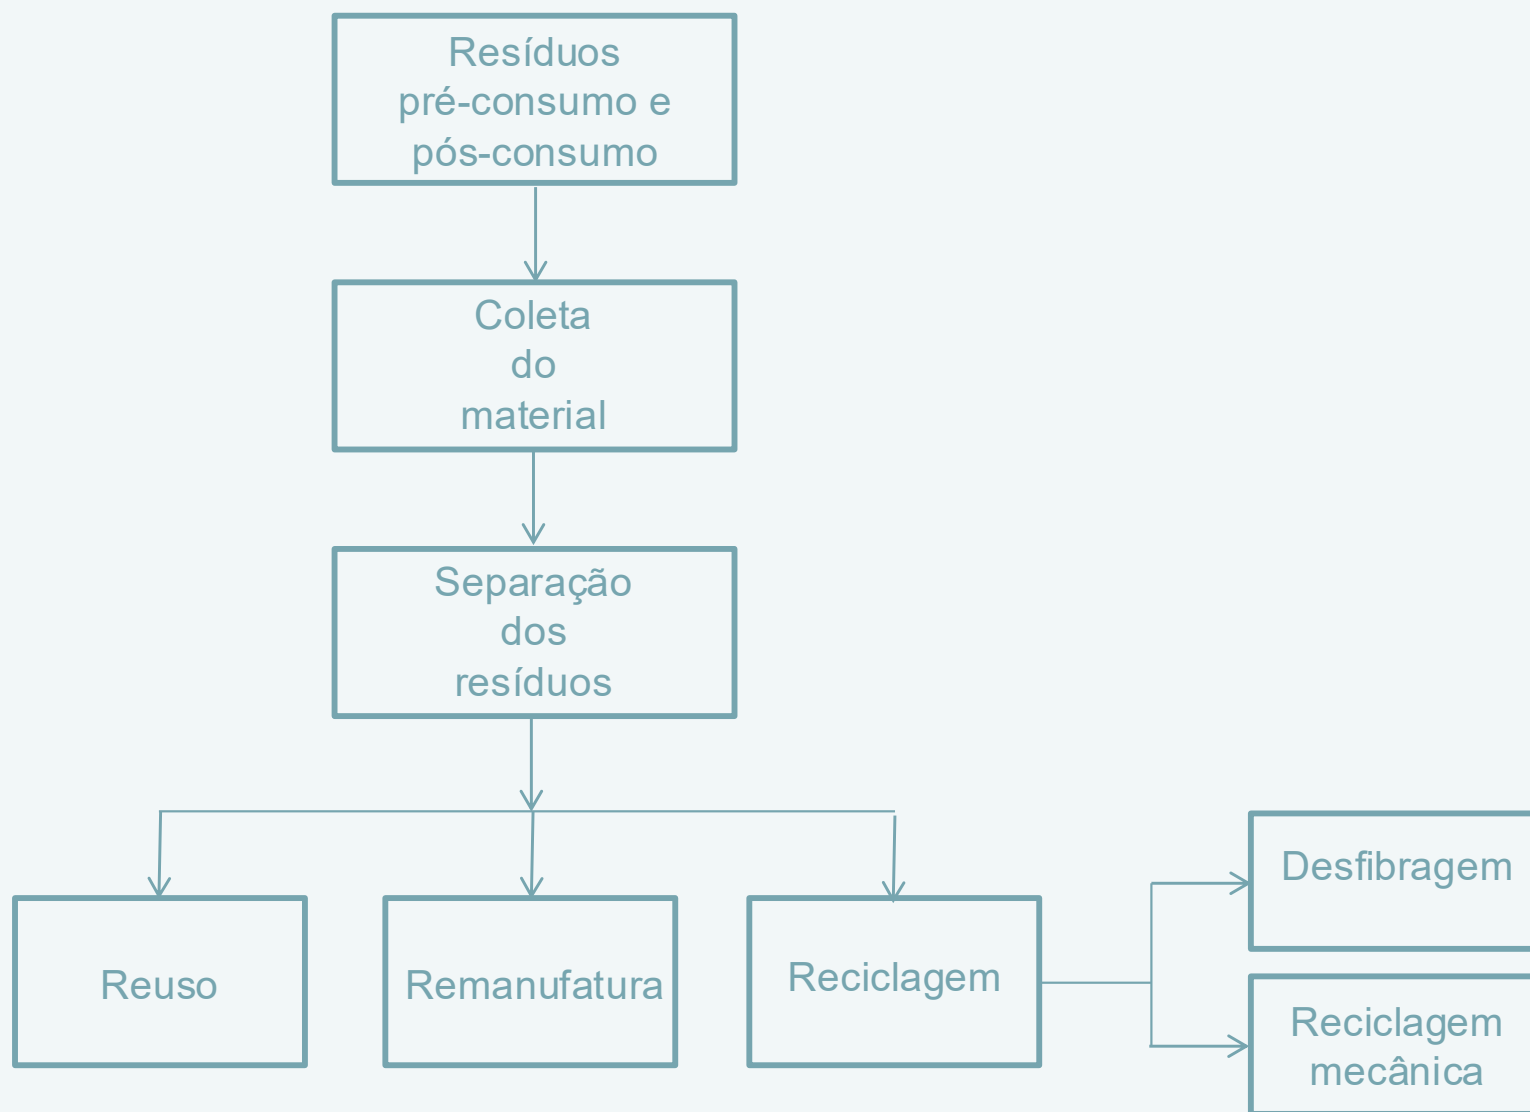 Resíduos
pré-consumo e
pós-consumo
Coleta
do
material
Separação
dos
resíduos
Reuso
Remanufatura
Reciclagem
Desfibragem
Reciclagem
mecânica